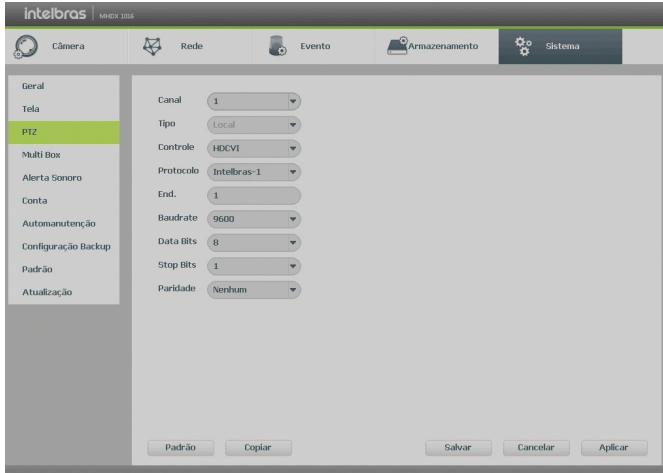 intelbras | MHDX 1016
Câmera
Rede
Evento
Armazenamento
Sistema
Geral
Tela
PTZ
Multi Box
Alerta Sonoro
Conta
Automanutenção
Configuração Backup
Padrão
Atualização
Canal 1
Tipo Local
Controle HDCVI
Protocolo Intelbras-1
End. 1
Baudrate 9600
Data Bits 8
Stop Bits 1
Paridade Nenhum
Padrão Copiar Salvar Cancelar Aplicar